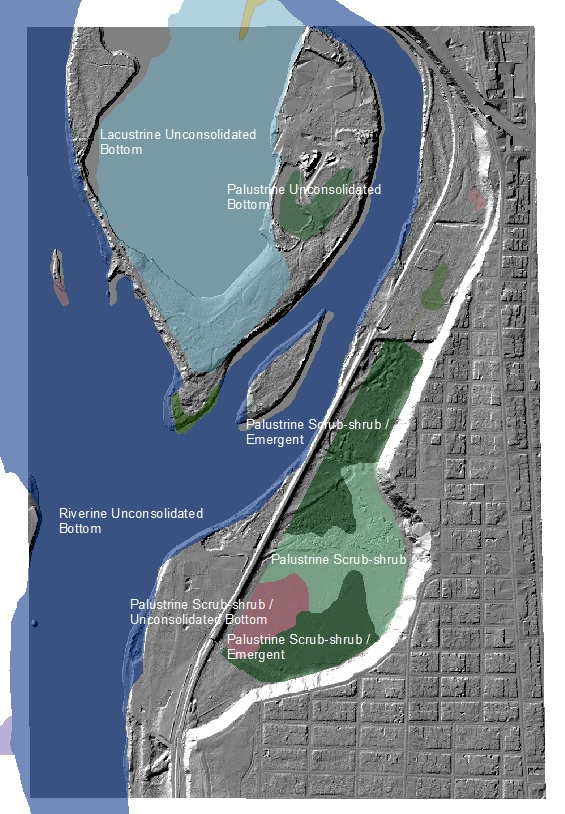 Lacustrine Unconsolidated
Bottom
Palustrine Unconsolidated
Bottom
Palustrine Scrub-shrub /
Emergent
Riverine Unconsolidated
Bottom
Palustrine Scrub-shrub
Palustrine Scrub-shrub /
Unconsolidated Bottom
Palustrine Scrub-shrub /
Emergent